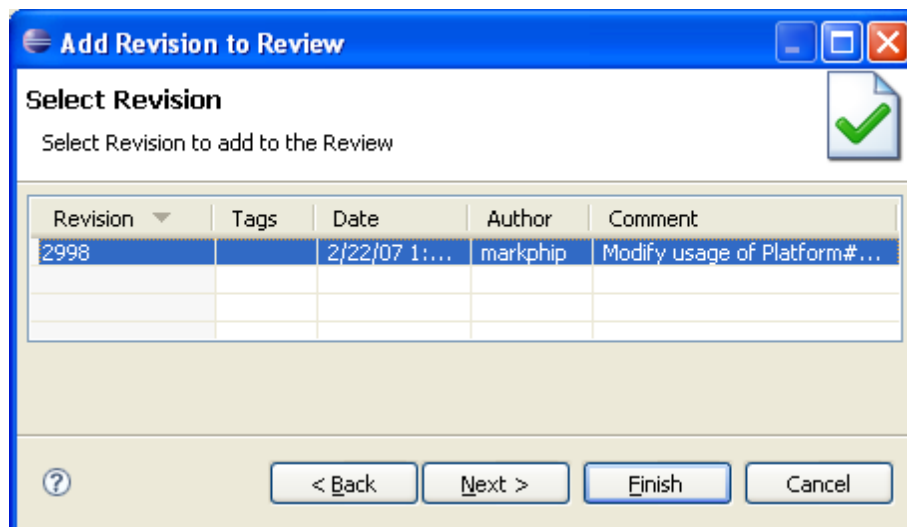 Add Revision to Review
Select Revision
Select Revision to add to the Review
Revision Tags Date Author Comment
2998 2/22/07 1:... markphip Modify usage of Platform#...
< Back Next > Finish Cancel